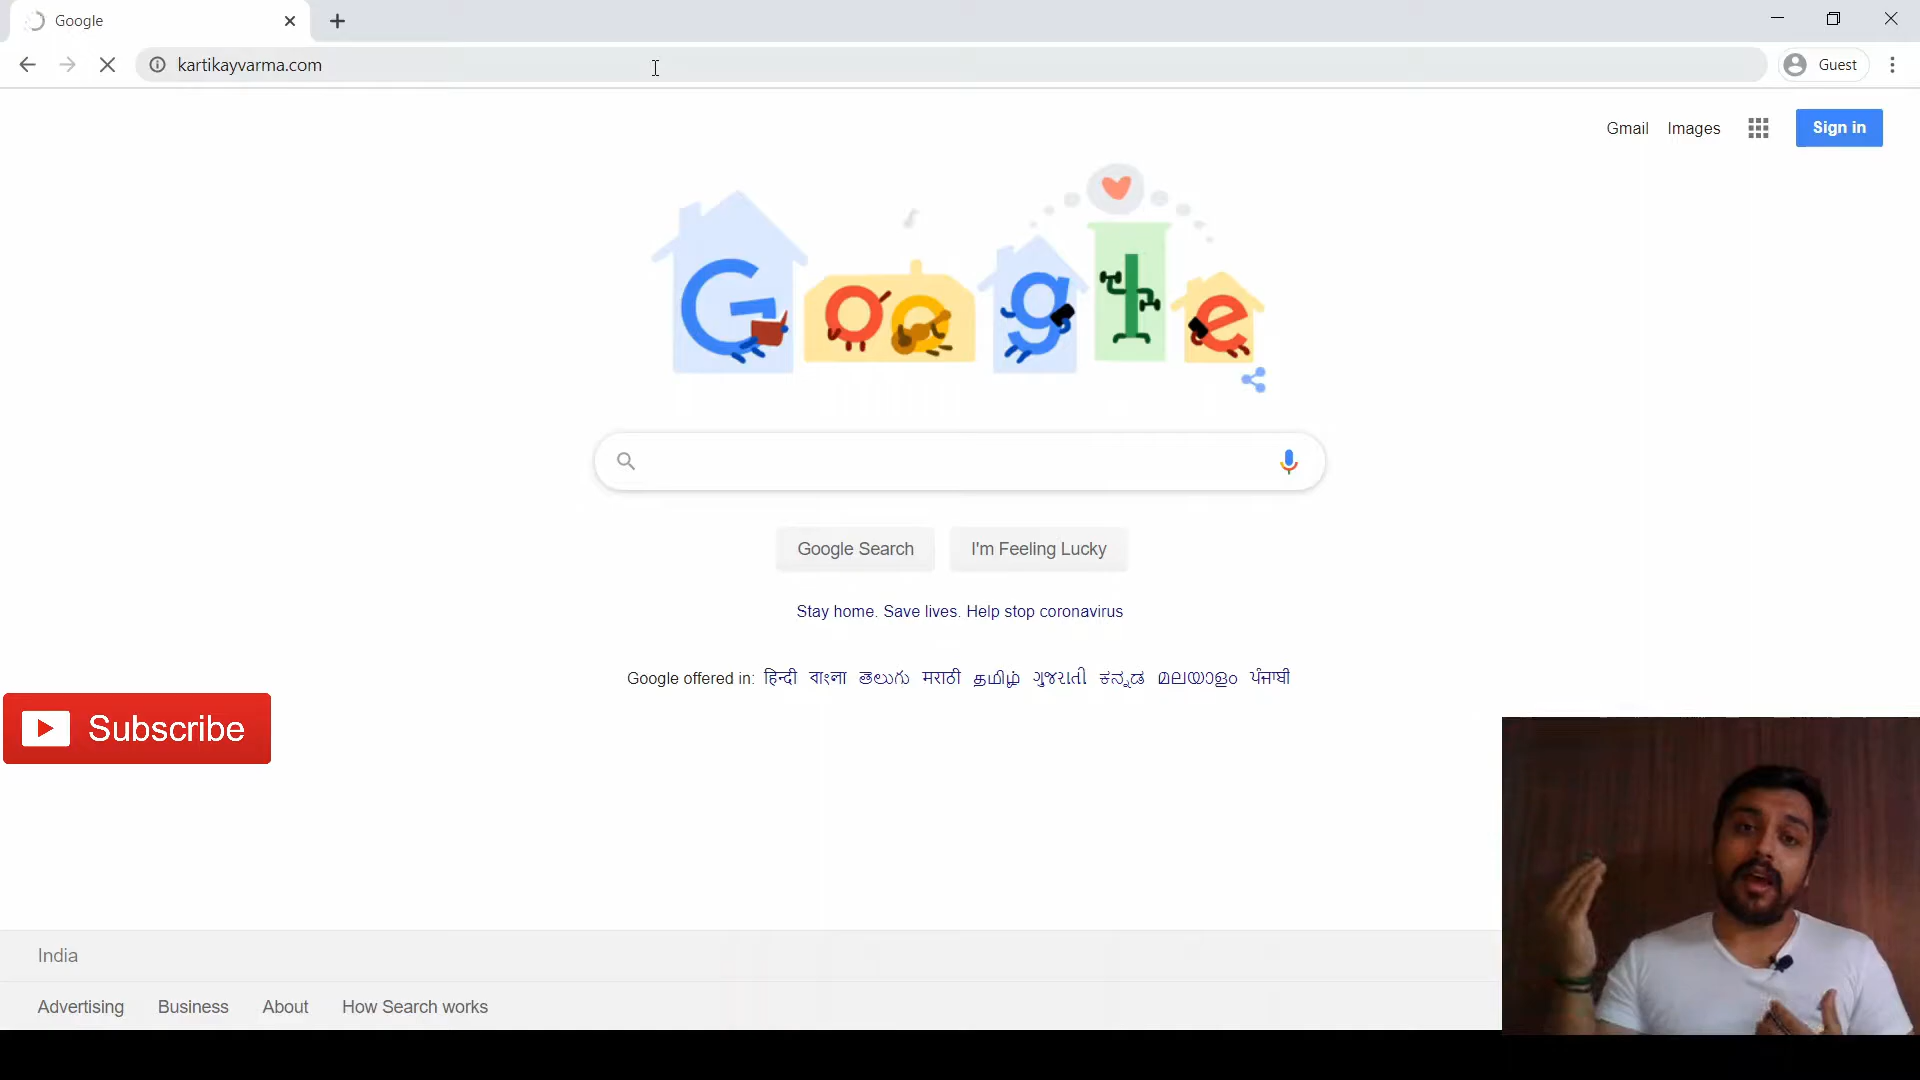 Google
kartikayvarma.com
Guest
Gmail Images Sign in
Google
Google Search I'm Feeling Lucky
Stay home. Save lives. Help stop coronavirus
Google offered in: हिन्दी বাংলা తెలుగు मराठी தமிழ் ગુજરાતી ಕನ್ನಡ മലയാളം ਪੰਜਾਬੀ
Subscribe
India
Advertising Business About How Search works